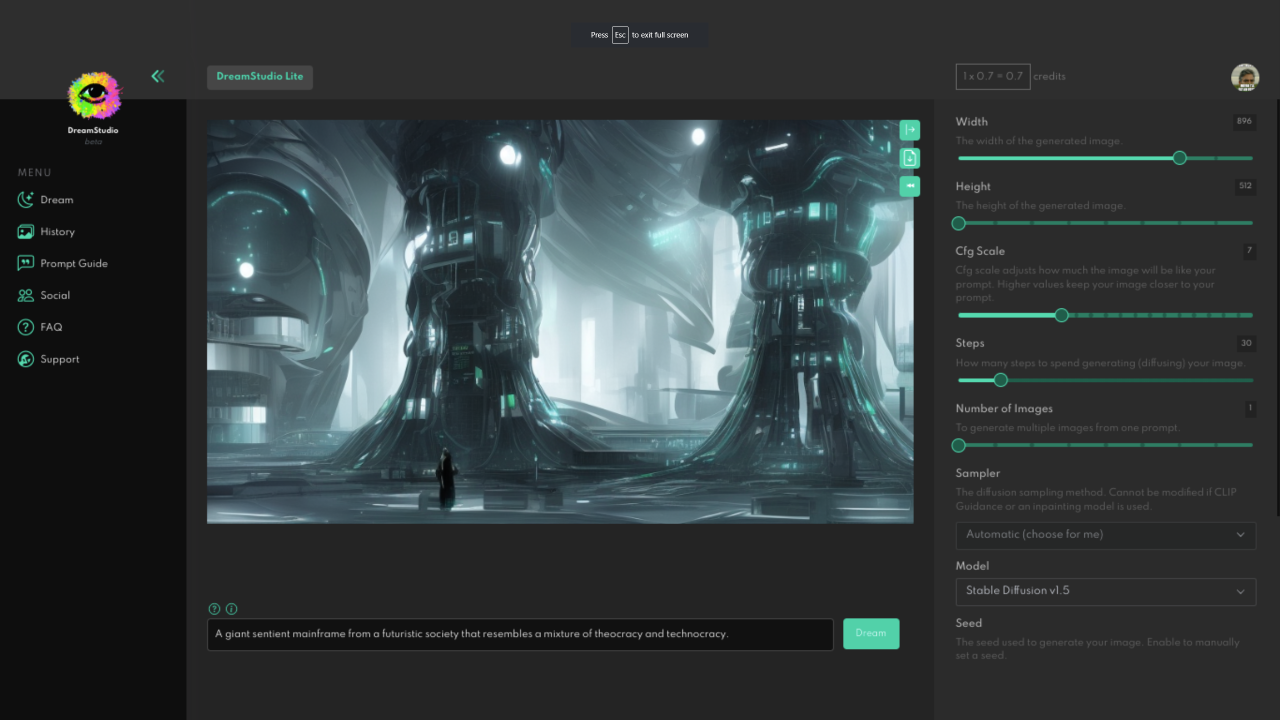 Press Esc to exit full screen
DreamStudio Lite
1 x 0.7 = 0.7 credits
DreamStudio
beta
MENU
Dream
History
Prompt Guide
Social
FAQ
Support
A giant sentient mainframe from a futuristic society that resembles a mixture of theocracy and technocracy.
Dream
Width 896
The width of the generated image.
Height 512
The height of the generated image.
Cfg Scale 7
Cfg scale adjusts how much the image will be like your
prompt. Higher values keep your image closer to your
prompt.
Steps 30
How many steps to spend generating (diffusing) your image.
Number of Images 1
To generate multiple images from one prompt.
Sampler
The diffusion sampling method. Cannot be modified if CLIP
Guidance or an inpainting model is used.
Automatic (choose for me)
Model
Stable Diffusion v1.5
Seed
The seed used to generate your image. Enable to manually
set a seed.